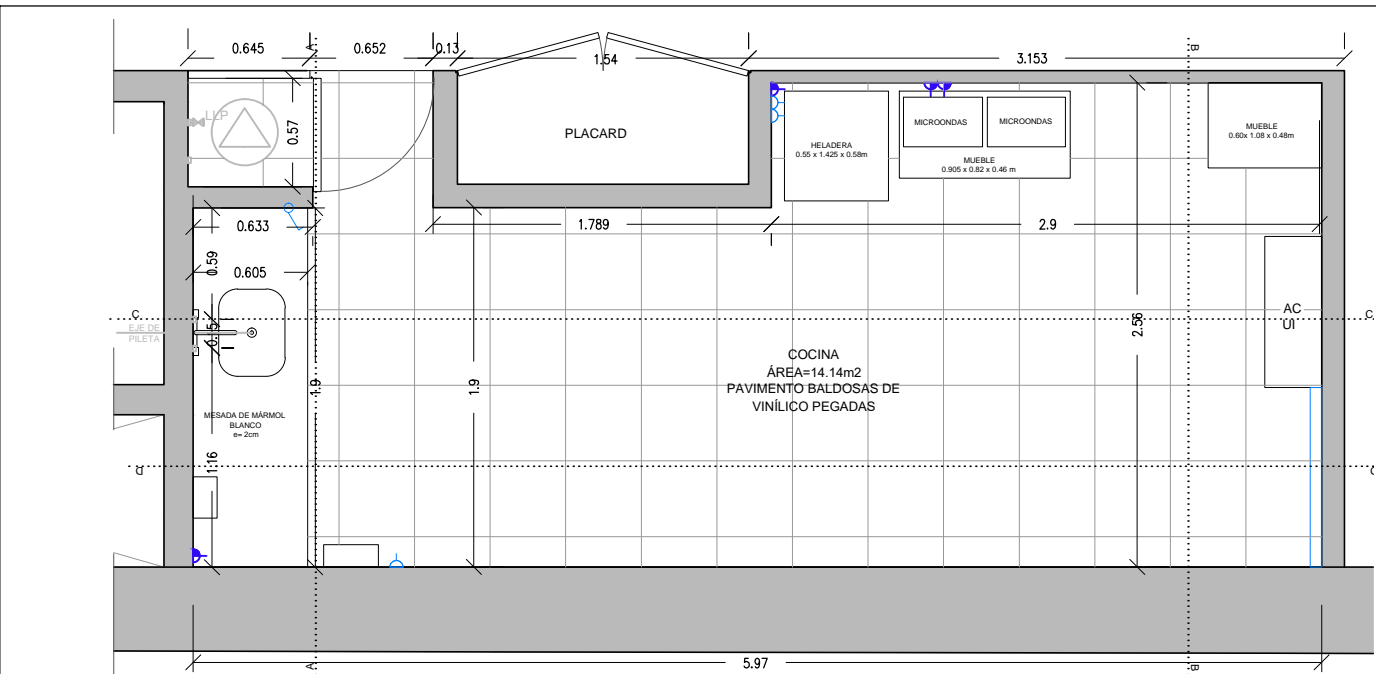 0.645
A
0.652
0.13
1.54
B
3.153
LLP
0.57
PLACARD
HELADERA
0.55 x 1.425 x 0.58m
MICROONDAS
MICROONDAS
MUEBLE
0.905 x 0.82 x 0.46 m
MUEBLE
0.60x 1.08 x 0.48m
0.633
1.789
2.9
0.59
0.605
C
EJE DE
PILETA
0.15
2.56
AC
UI
C
COCINA
ÁREA=14.14m2
PAVIMENTO BALDOSAS DE
VINÍLICO PEGADAS
1.9
1.9
MESADA DE MÁRMOL
BLANCO
e= 2cm
1.16
D
A
5.97
B